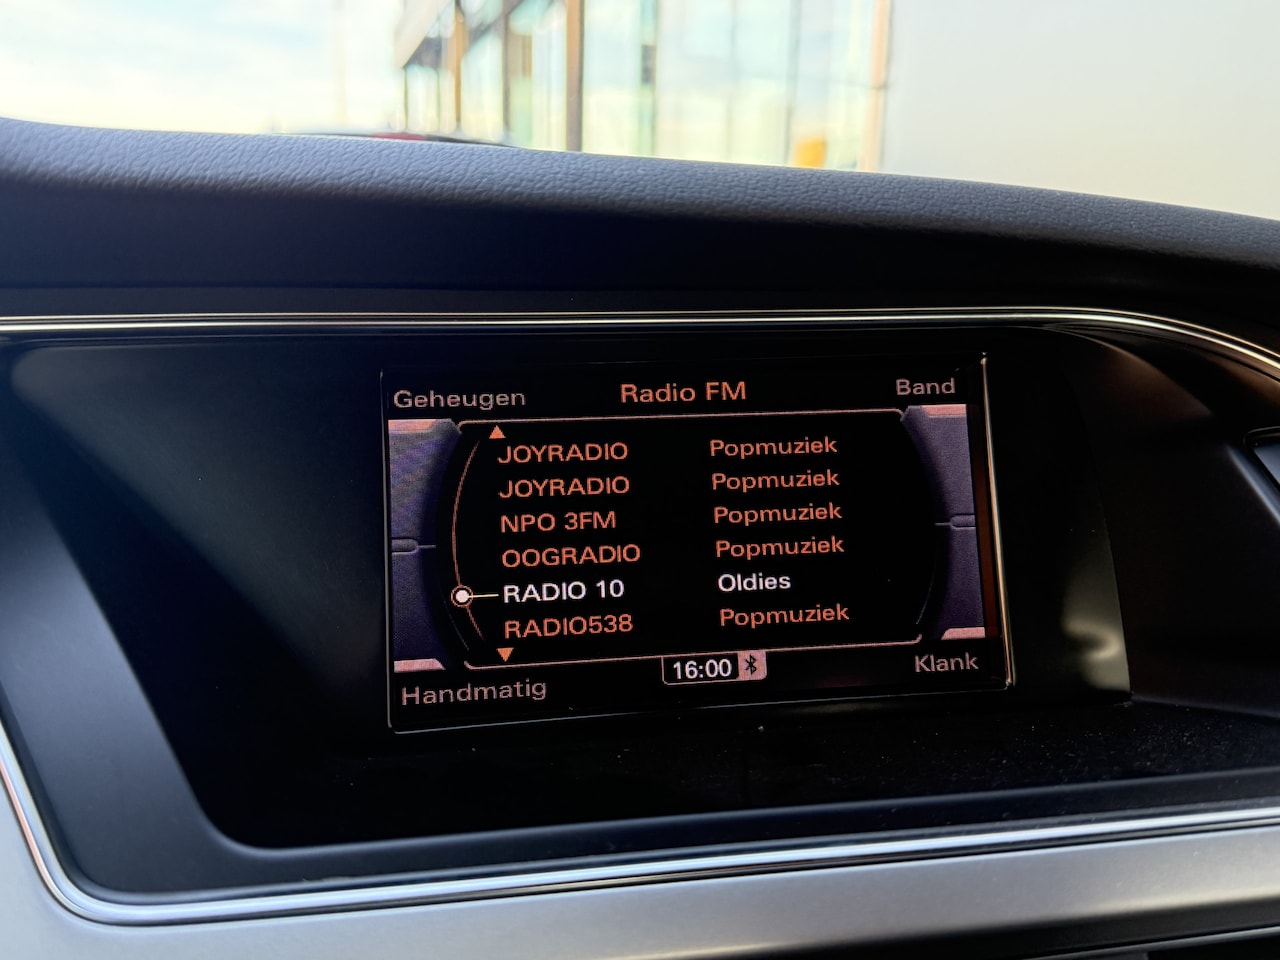 Geheugen Radio FM Band
JOYRADIO Popmuziek
JOYRADIO Popmuziek
NPO 3FM Popmuziek
OOGRADIO Popmuziek
RADIO 10 Oldies
RADIO538 Popmuziek
Handmatig 16:00 Klank